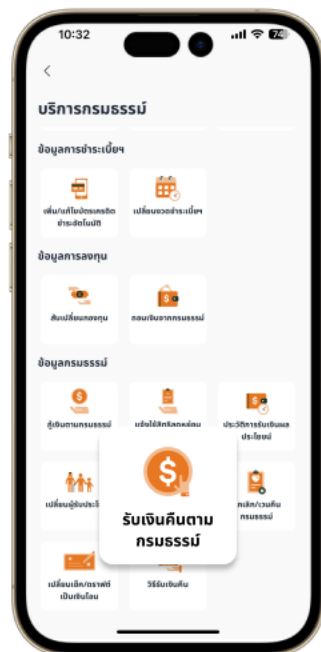 10:32
74
บริการกรมธรรม์
ข้อมูลการชำระเบี้ยฯ
เพิ่ม/แก้ไขบัตรเครดิต
ชำระอัตโนมัติ
เปลี่ยนงวดชำระเบี้ยฯ
ข้อมูลการลงทุน
สับเปลี่ยนกองทุน
ถอนเงินจากกรมธรรม์
ข้อมูลกรมธรรม์
กู้เงินตามกรมธรรม์
ประวัติการรับเงินผล
ประโยชน์
รับเงินคืนตาม
กรมธรรม์
เปลี่ยนผู้รับประโ
กเลิก/เวนคืน
กรมธรรม์
เปลี่ยนเช็ค/ดราฟต์
เป็นเงินโอน
วิธีรับเงินคืน